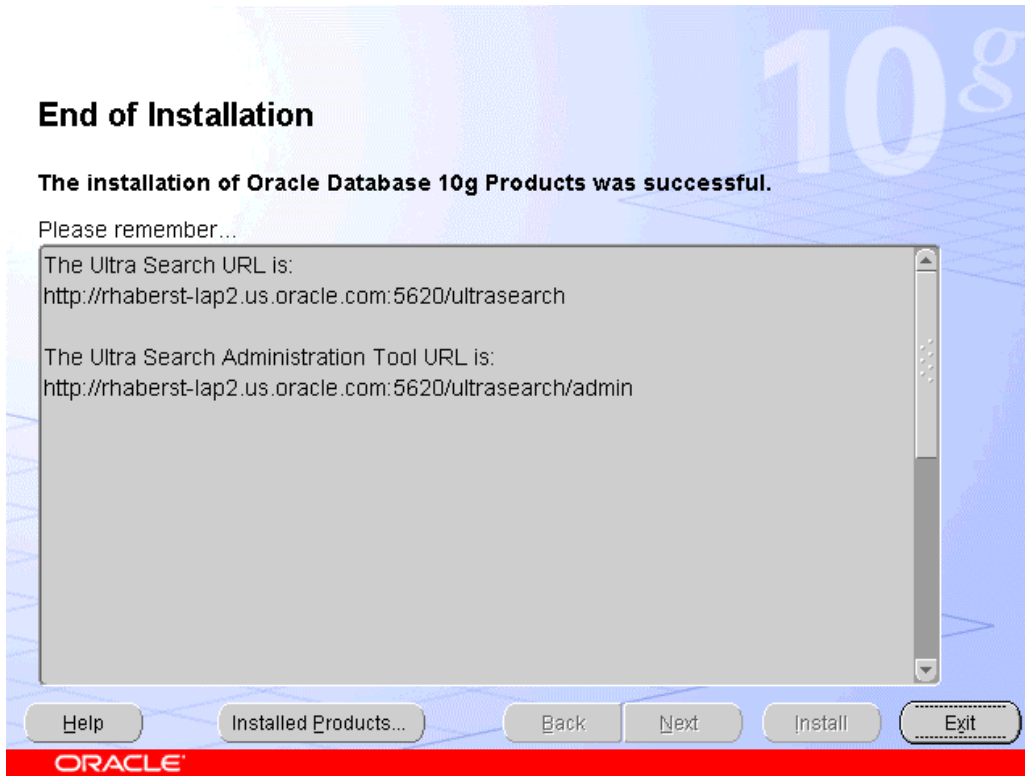 10g
End of Installation
The installation of Oracle Database 10g Products was successful.
Please remember...
The Ultra Search URL is:
http://rhaberst-lap2.us.oracle.com:5620/ultrasearch
The Ultra Search Administration Tool URL is:
http://rhaberst-lap2.us.oracle.com:5620/ultrasearch/admin
Help Installed Products... Back Next Install Exit
ORACLE